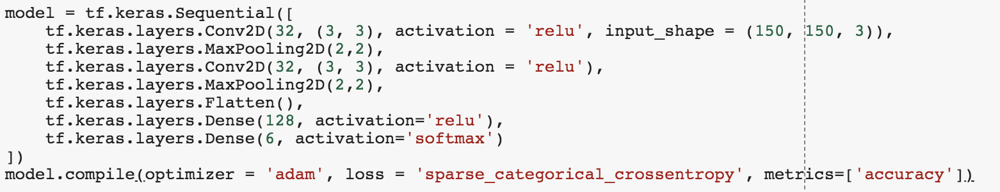 model = tf.keras.Sequential([
    tf.keras.layers.Conv2D(32, (3, 3), activation = 'relu', input_shape = (150, 150, 3)),
    tf.keras.layers.MaxPooling2D(2,2),
    tf.keras.layers.Conv2D(32, (3, 3), activation = 'relu'),
    tf.keras.layers.MaxPooling2D(2,2),
    tf.keras.layers.Flatten(),
    tf.keras.layers.Dense(128, activation='relu'),
    tf.keras.layers.Dense(6, activation='softmax')
])
model.compile(optimizer = 'adam', loss = 'sparse_categorical_crossentropy', metrics=['accuracy'])